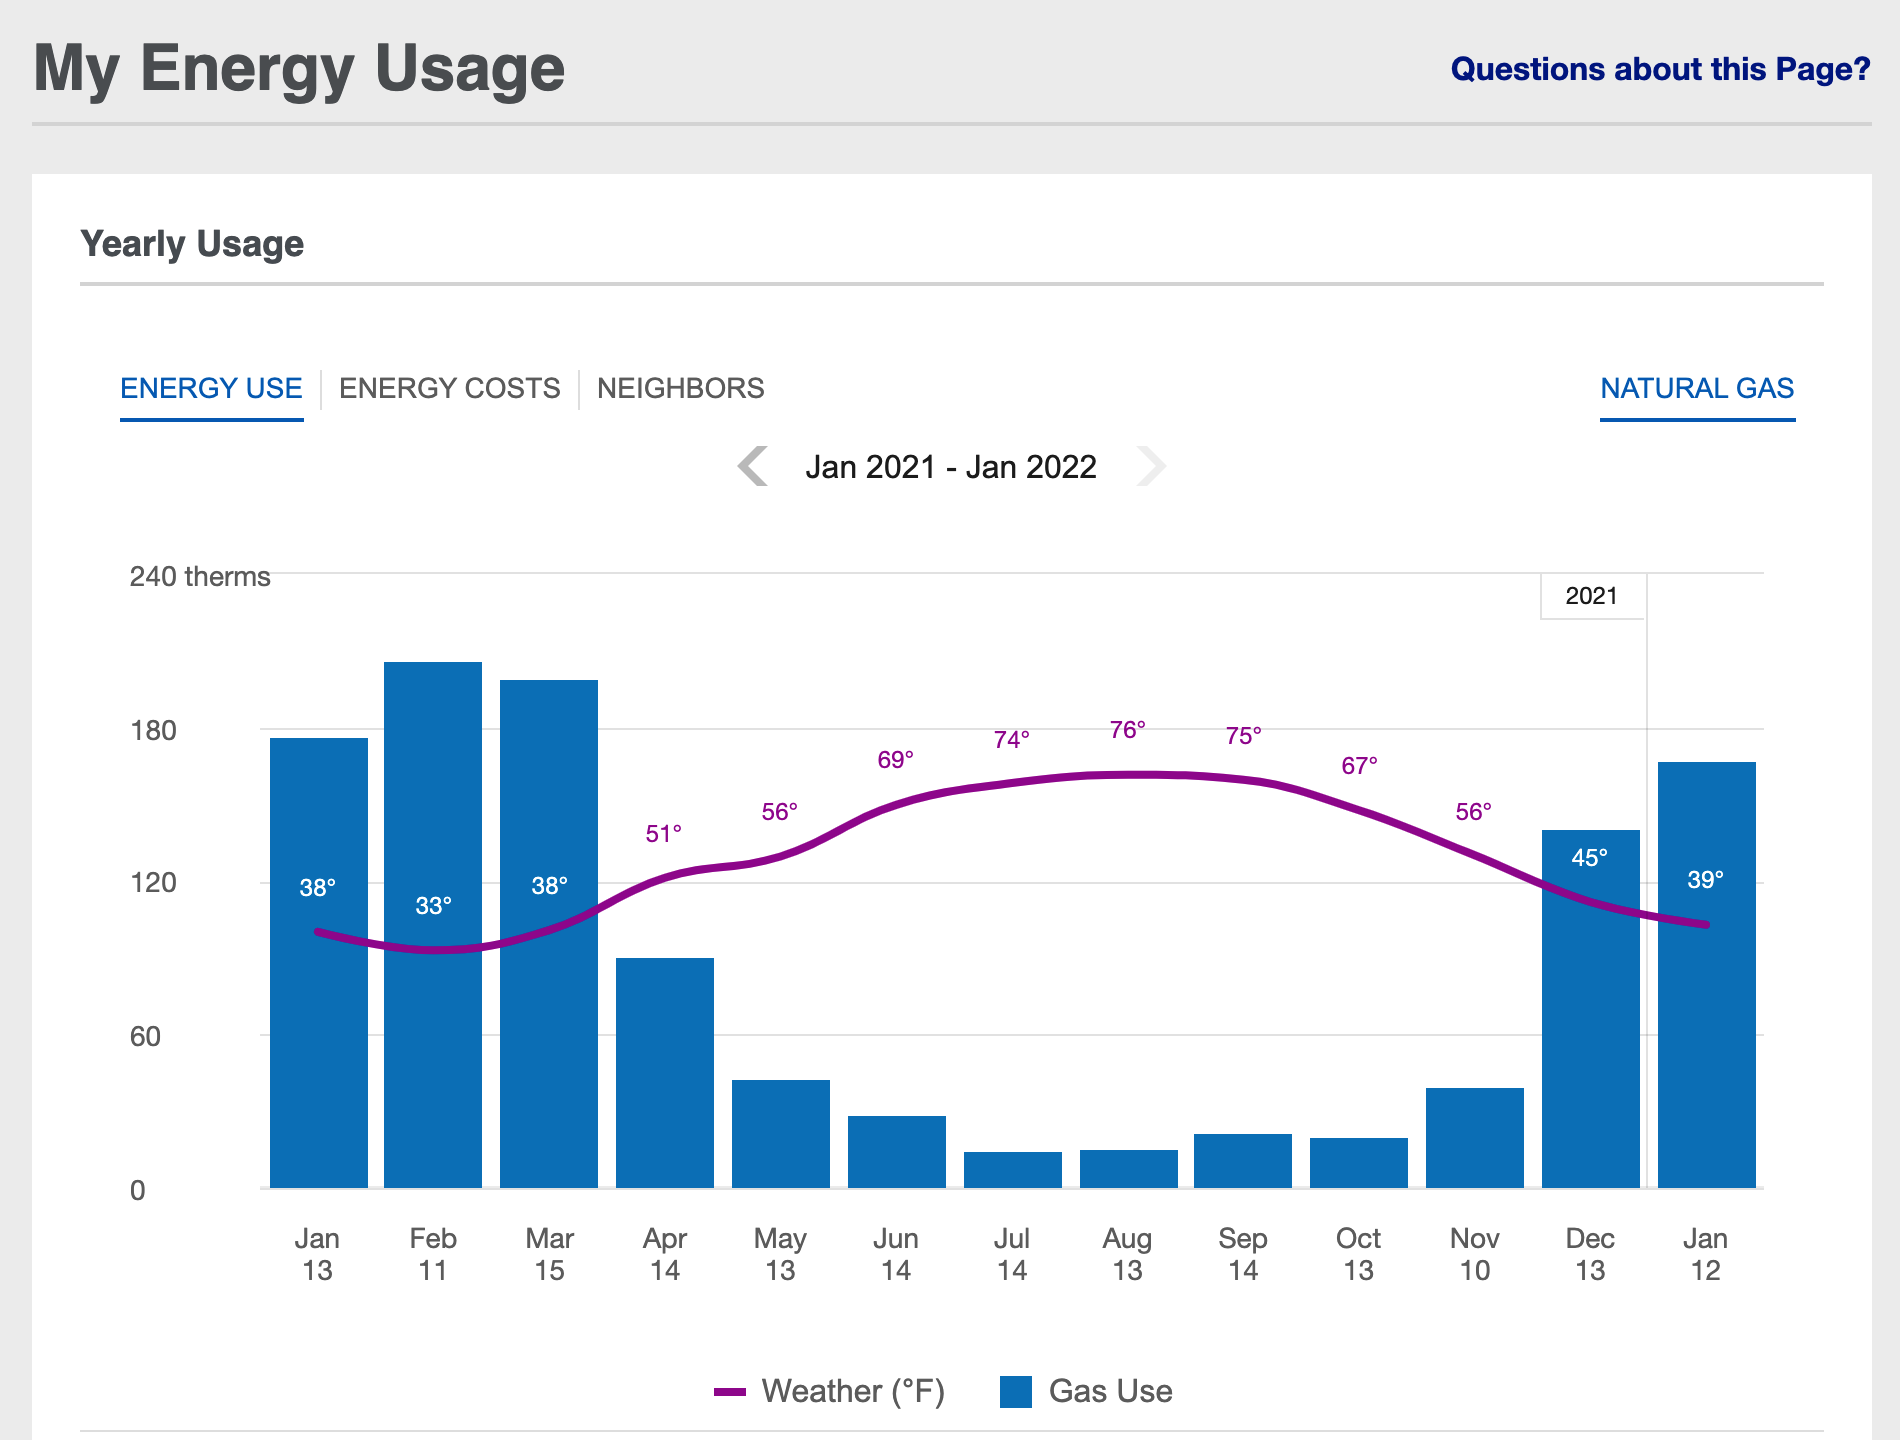 My Energy Usage
Questions about this Page?
Yearly Usage
ENERGY USE
ENERGY COSTS
NEIGHBORS
NATURAL GAS
Jan 2021 - Jan 2022
240 therms
180
120
60
0
2021
38°
33°
38°
51°
56°
69°
74°
76°
75°
67°
56°
45°
39°
Jan
13
Feb
11
Mar
15
Apr
14
May
13
Jun
14
Jul
14
Aug
13
Sep
14
Oct
13
Nov
10
Dec
13
Jan
12
Weather (°F)
Gas Use